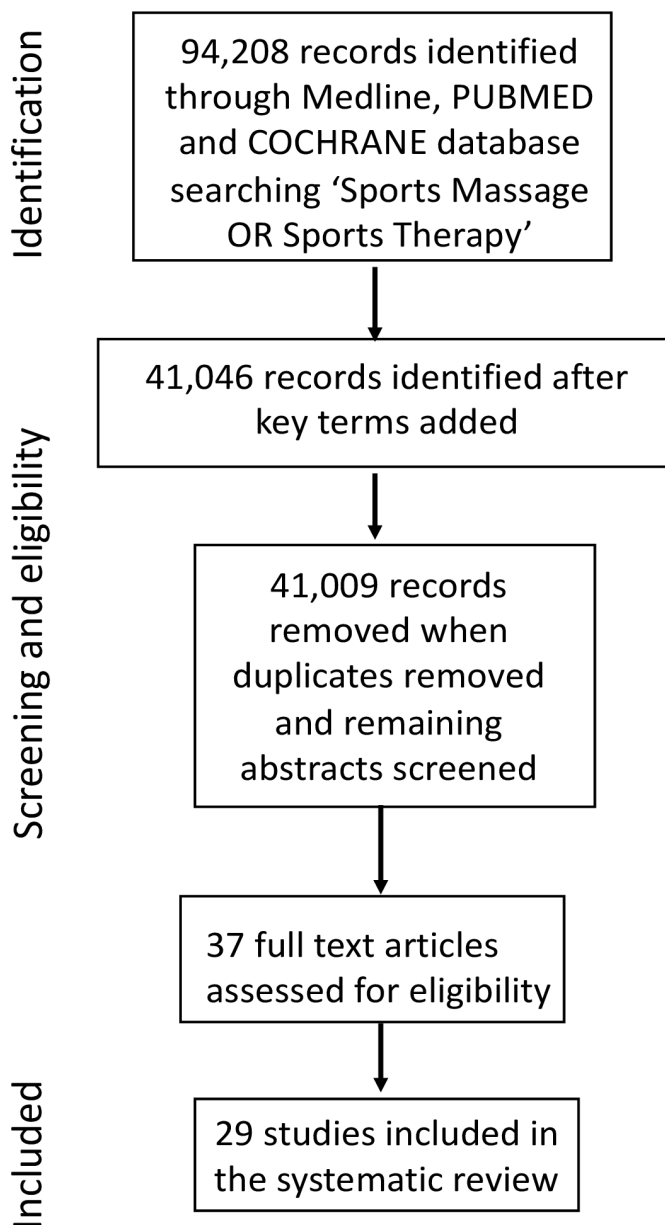 Identification
94,208 records identified
through Medline, PUBMED
and COCHRANE database
searching ‘Sports Massage
OR Sports Therapy’
Screening and eligibility
41,046 records identified after
key terms added
41,009 records
removed when
duplicates removed
and remaining
abstracts screened
37 full text articles
assessed for eligibility
Included
29 studies included in
the systematic review